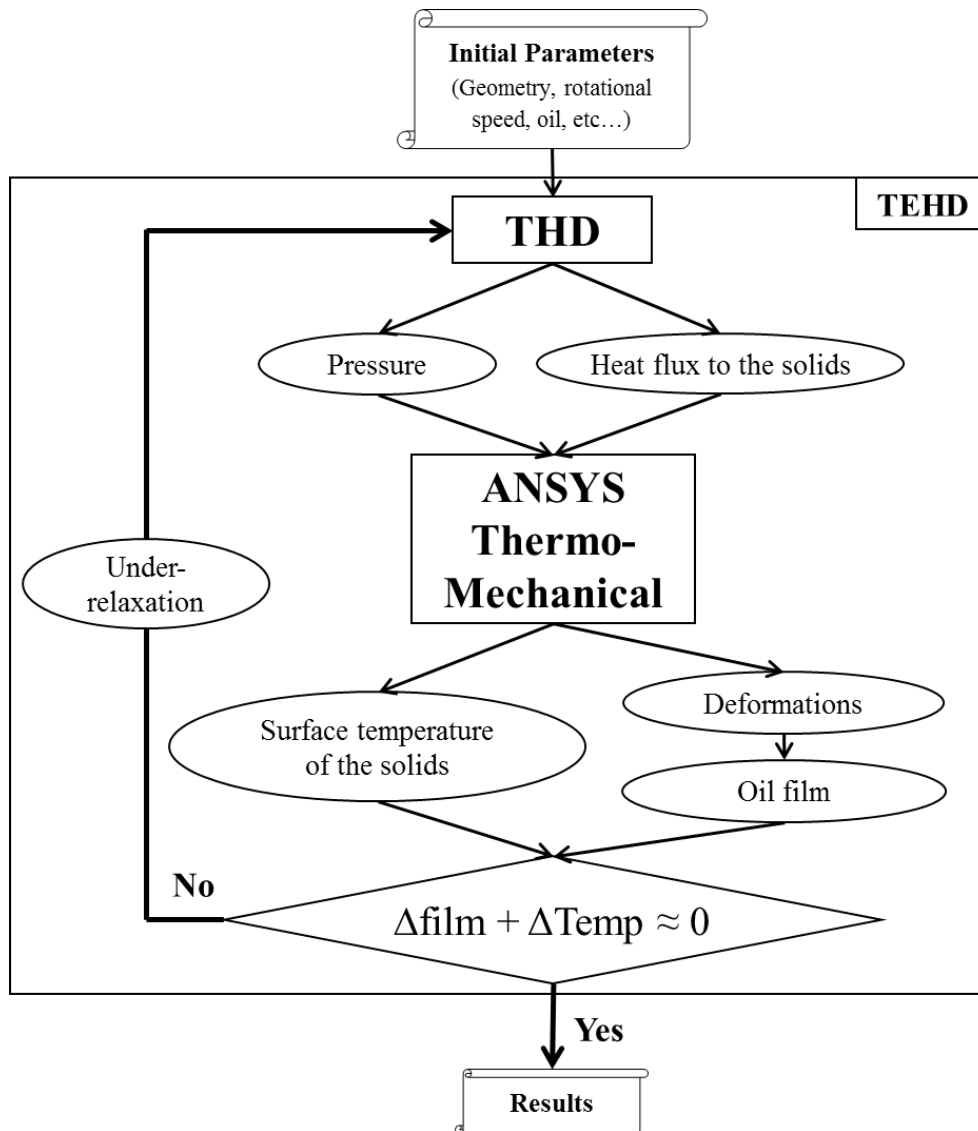 Initial Parameters
(Geometry, rotational
speed, oil, etc…)
TEHD
THD
Pressure
Heat flux to the solids
ANSYS
Thermo-
Mechanical
Under-
relaxation
Surface temperature
of the solids
Deformations
Oil film
No
Δfilm + ΔTemp ≈ 0
Yes
Results